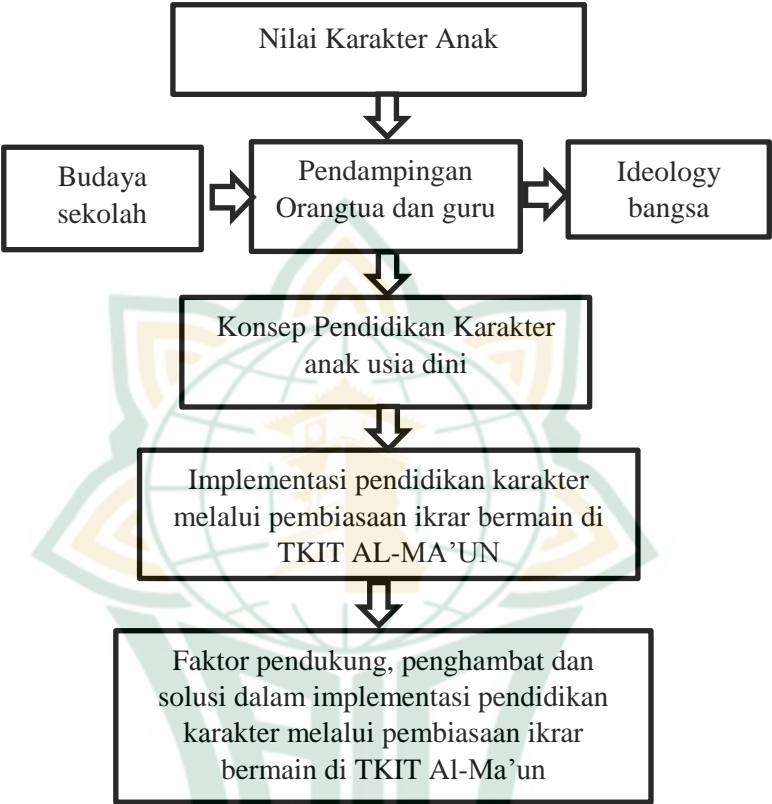 Nilai Karakter Anak
Budaya
sekolah
Pendampingan
Orangtua dan guru
Ideology
bangsa
Konsep Pendidikan Karakter
anak usia dini
Implementasi pendidikan karakter
melalui pembiasaan ikrar bermain di
TKIT AL-MA’UN
Faktor pendukung, penghambat dan
solusi dalam implementasi pendidikan
karakter melalui pembiasaan ikrar
bermain di TKIT Al-Ma’un